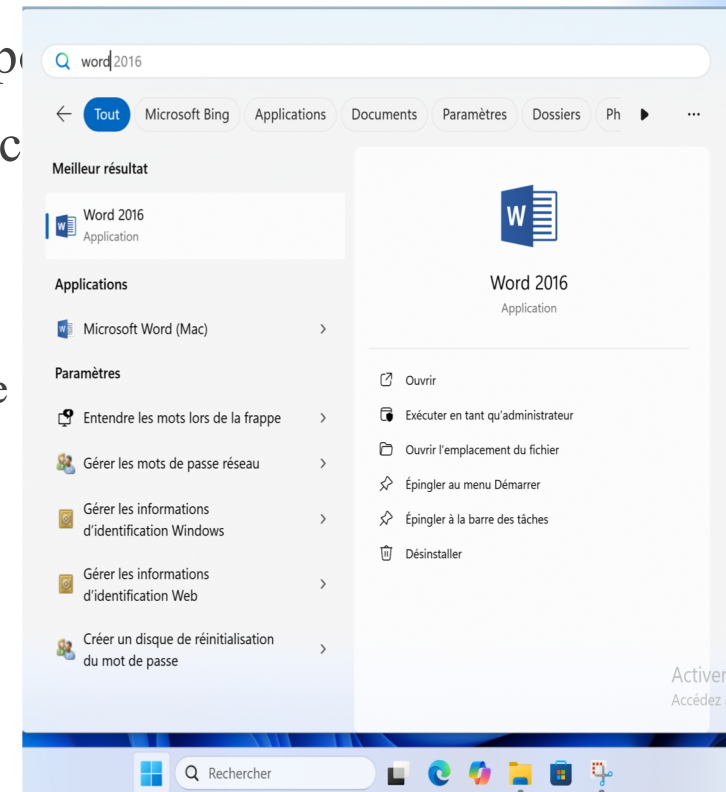 word 2016
Tout Microsoft Bing Applications Documents Paramètres Dossiers Ph
Meilleur résultat
Word 2016
Application
Applications
Microsoft Word (Mac)
Paramètres
Entendre les mots lors de la frappe
Gérer les mots de passe réseau
Gérer les informations
d'identification Windows
Gérer les informations
d'identification Web
Créer un disque de réinitialisation
du mot de passe
Word 2016
Application
Ouvrir
Exécuter en tant qu'administrateur
Ouvrir l'emplacement du fichier
Épingler au menu Démarrer
Épingler à la barre des tâches
Désinstaller
Activer
Accédez
Rechercher